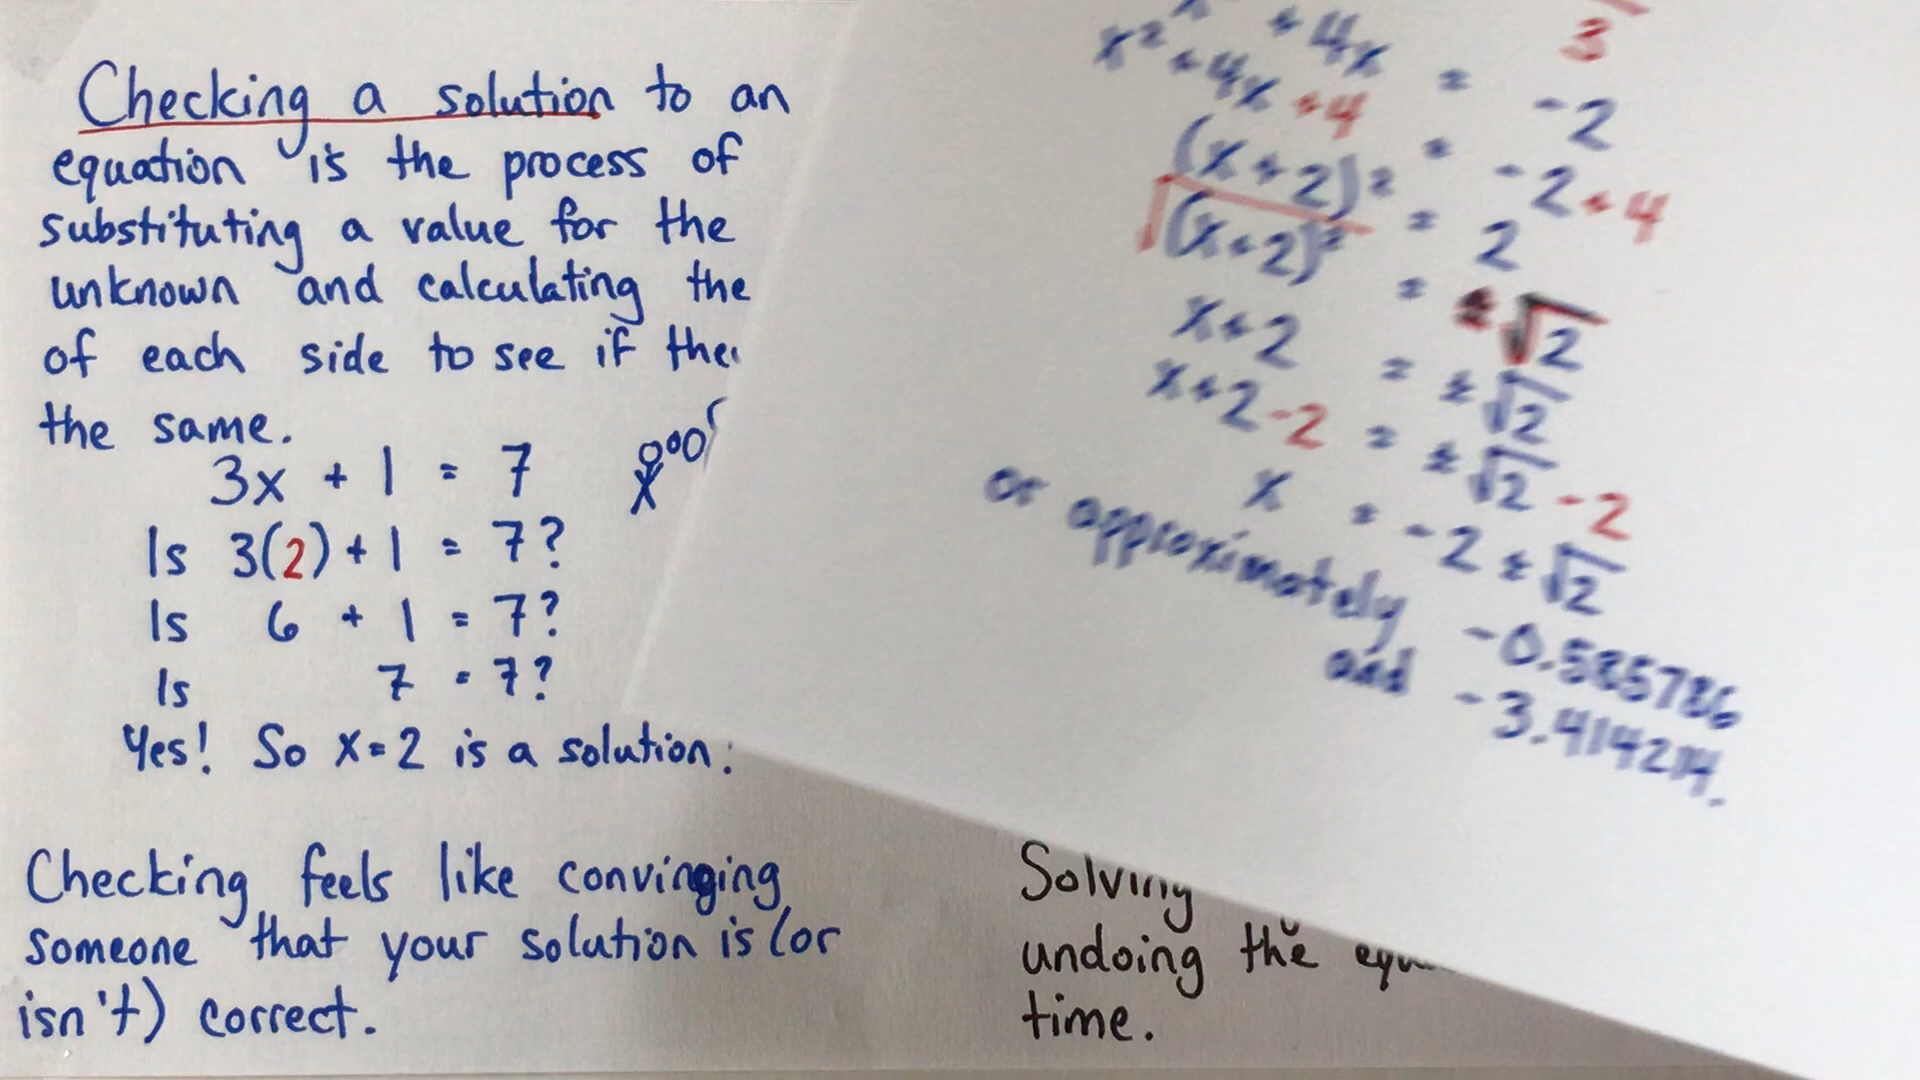 Checking a solution to an
equation is the process of
substituting a value for the
unknown and calculating the
of each side to see if
the same.
3x + 1 = 7
Is 3(2) + 1 = 7?
Is 6 + 1 = 7?
Is 7 = 7?
Yes! So x = 2 is a solution.
Checking feels like convinging
someone that your solution is (or
isn't) correct.
3
+ 4x = -2
x² + 4x + 4 = -2 + 4
(x + 2)² = 2
√(x + 2)² = ±√2
x + 2 = ±√2
x + 2 - 2 = ±√2 - 2
x = -2 ± √2
or approximately -0.585786
and -3.414214.
Solving
undoing the
time.